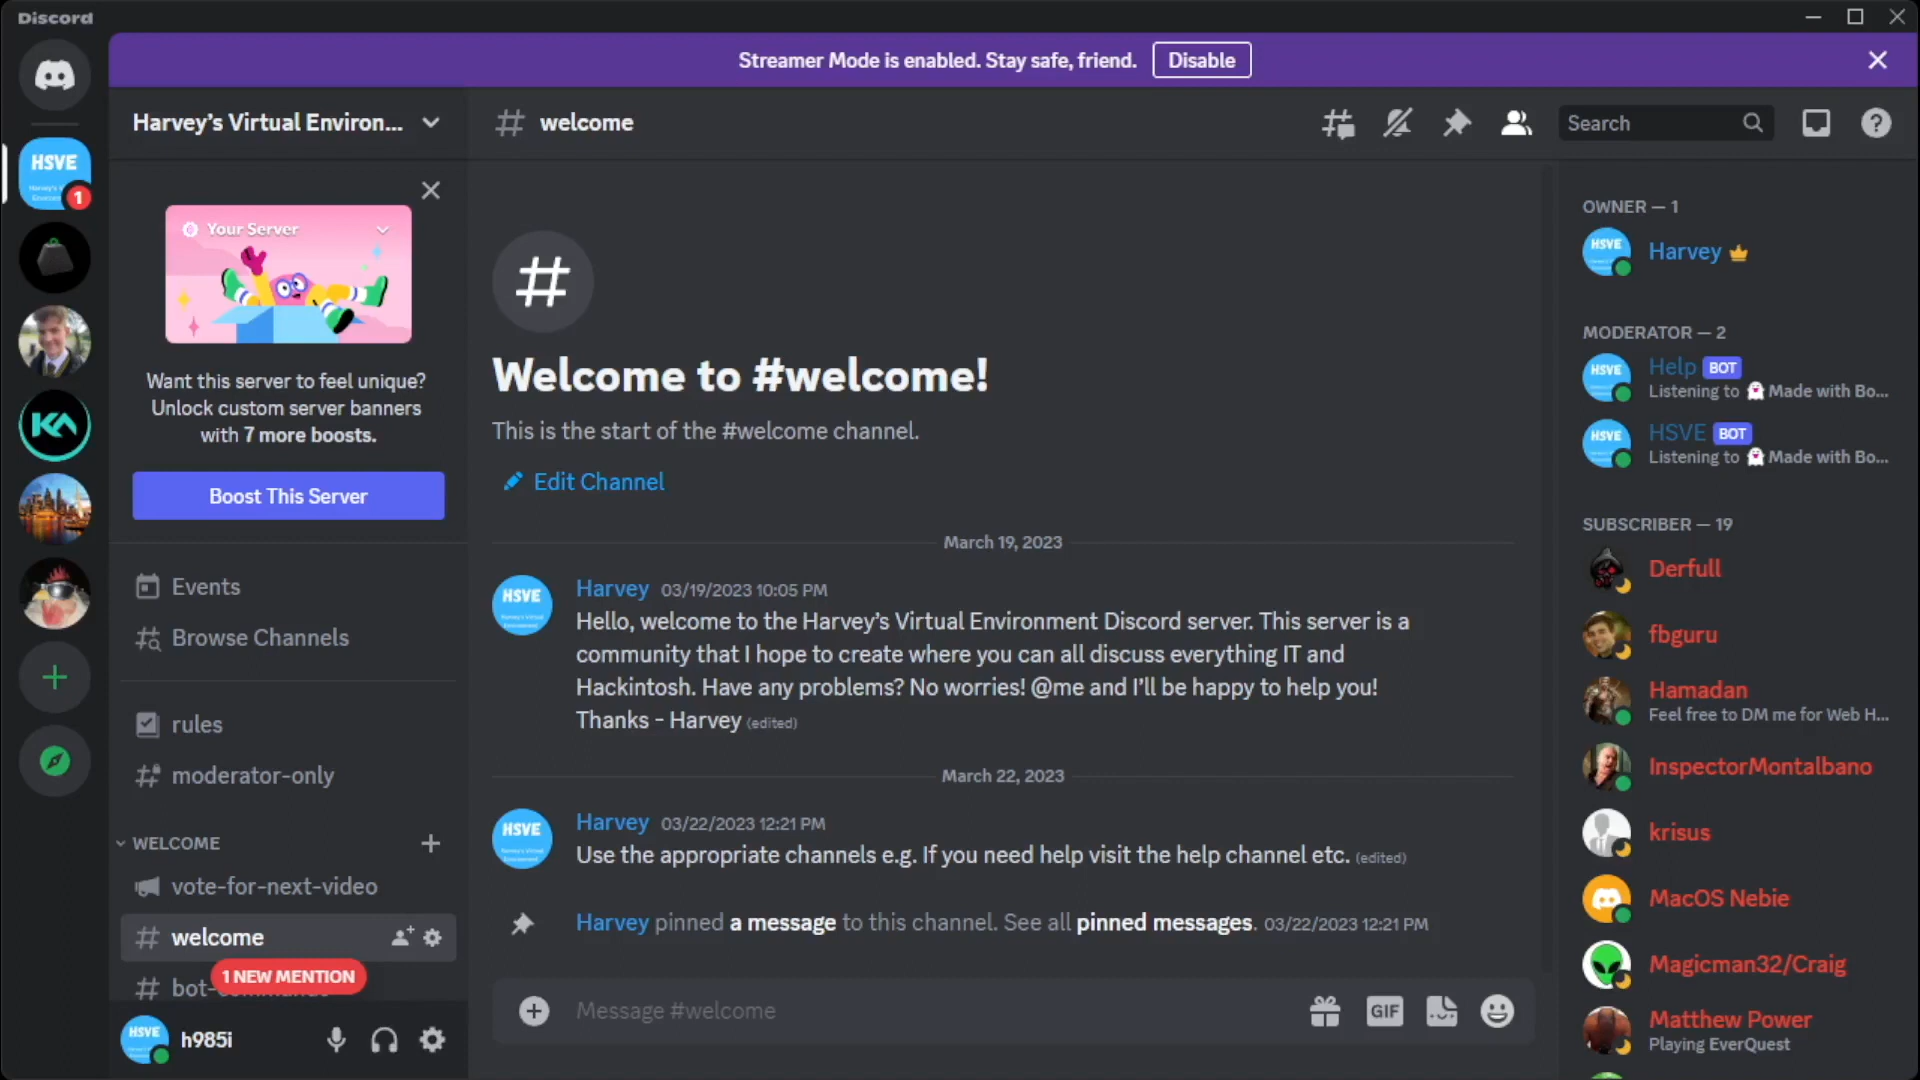 Discord
Streamer Mode is enabled. Stay safe, friend.
Disable
Harvey's Virtual Environ...
welcome
Search
HSVE
1
Your Server
Want this server to feel unique?
Unlock custom server banners
with 7 more boosts.
Boost This Server
Events
Browse Channels
rules
moderator-only
WELCOME
vote-for-next-video
welcome
1 NEW MENTION
HSVE
h985i
Welcome to #welcome!
This is the start of the #welcome channel.
Edit Channel
March 19, 2023
HSVE
Harvey 03/19/2023 10:05 PM
Hello, welcome to the Harvey's Virtual Environment Discord server. This server is a
community that I hope to create where you can all discuss everything IT and
Hackintosh. Have any problems? No worries! @me and I'll be happy to help you!
Thanks - Harvey (edited)
March 22, 2023
HSVE
Harvey 03/22/2023 12:21 PM
Use the appropriate channels e.g. If you need help visit the help channel etc. (edited)
Harvey pinned a message to this channel. See all pinned messages. 03/22/2023 12:21 PM
Message #welcome
GIF
OWNER — 1
HSVE
Harvey
MODERATOR — 2
HSVE
Help BOT
Listening to 👻 Made with Bo...
HSVE
HSVE BOT
Listening to 👻 Made with Bo...
SUBSCRIBER — 19
Derfull
fbguru
Hamadan
Feel free to DM me for Web H...
InspectorMontalbano
krisus
MacOS Nebie
Magicman32/Craig
Matthew Power
Playing EverQuest